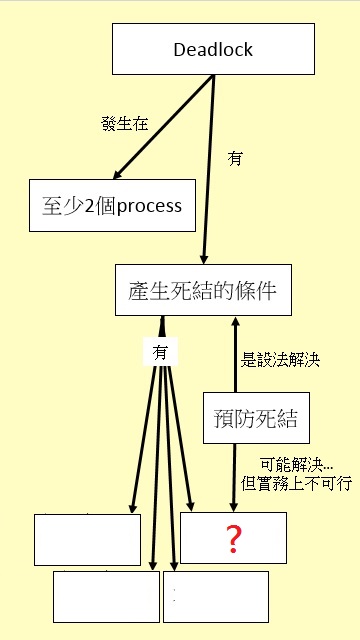 Deadlock
發生在
有
至少2個process
產生死結的條件
有
是設法解決
預防死結
可能解決...
但實務上不可行
?